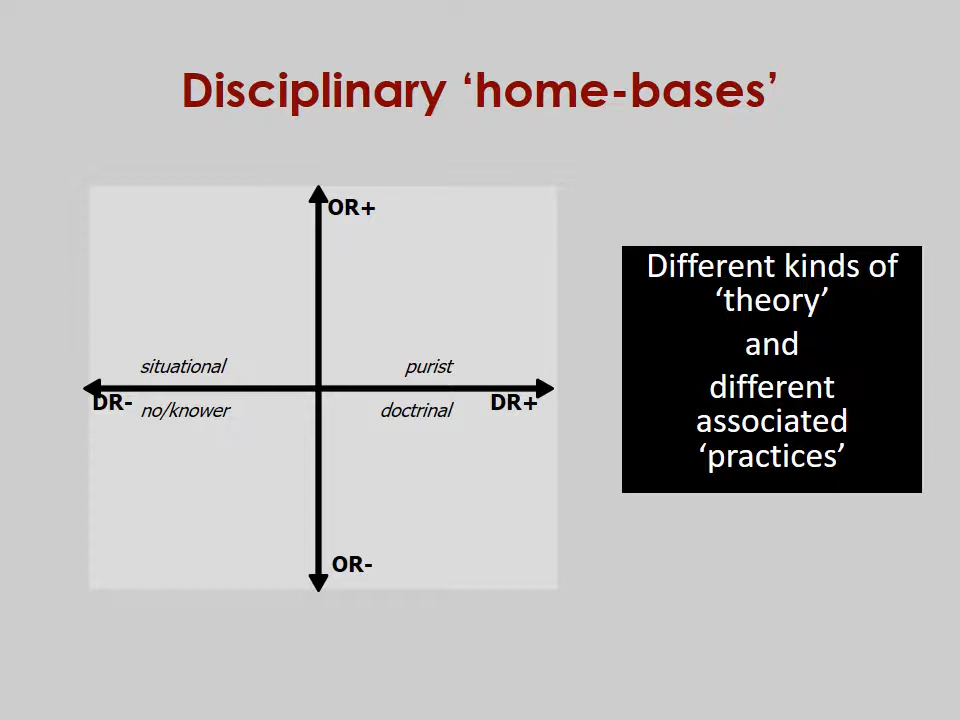 Disciplinary ‘home-bases’
OR+
situational
purist
DR-
no/knower
doctrinal
DR+
OR-
Different kinds of
‘theory’
and
different
associated
‘practices’